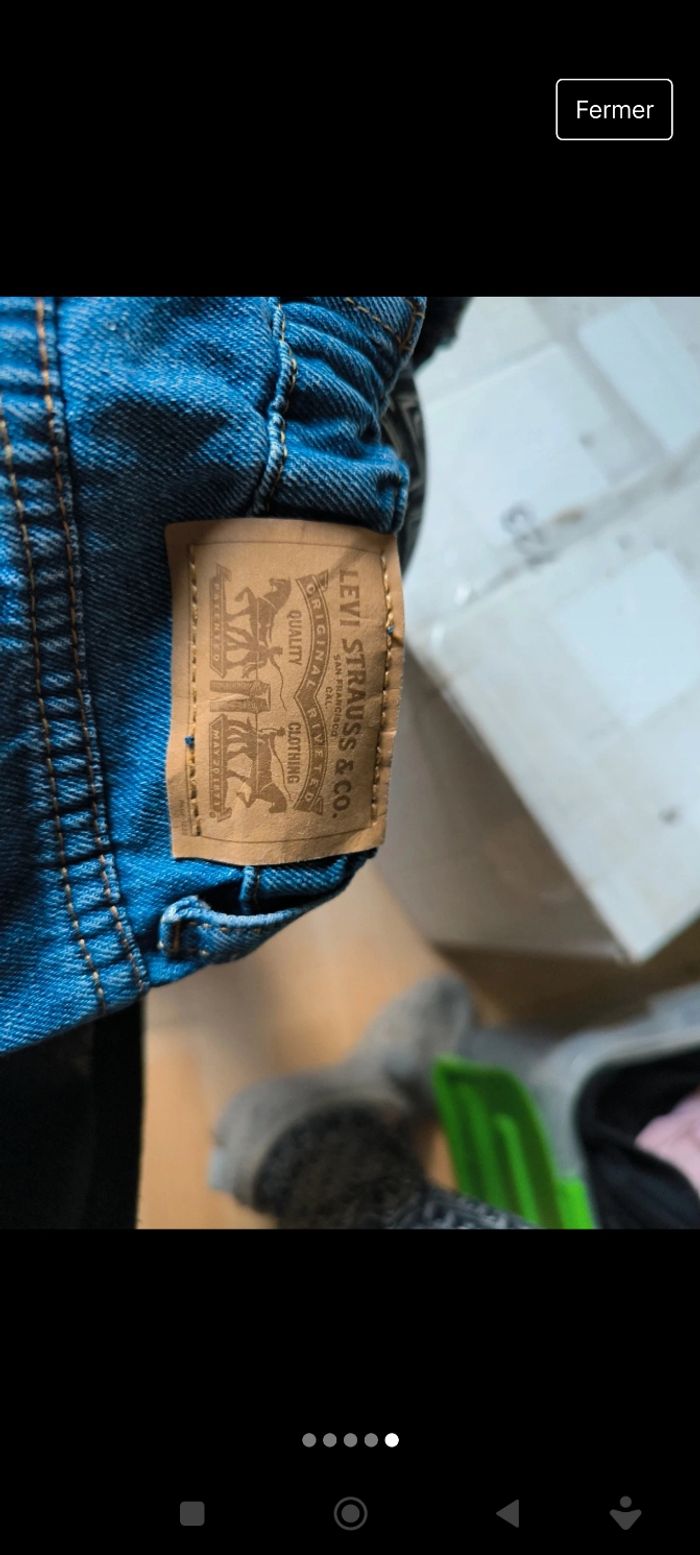 Fermer
LEVI STRAUSS & CO.
SAN FRANCISCO
CAL.
ORIGINAL RIVETED
QUALITY CLOTHING